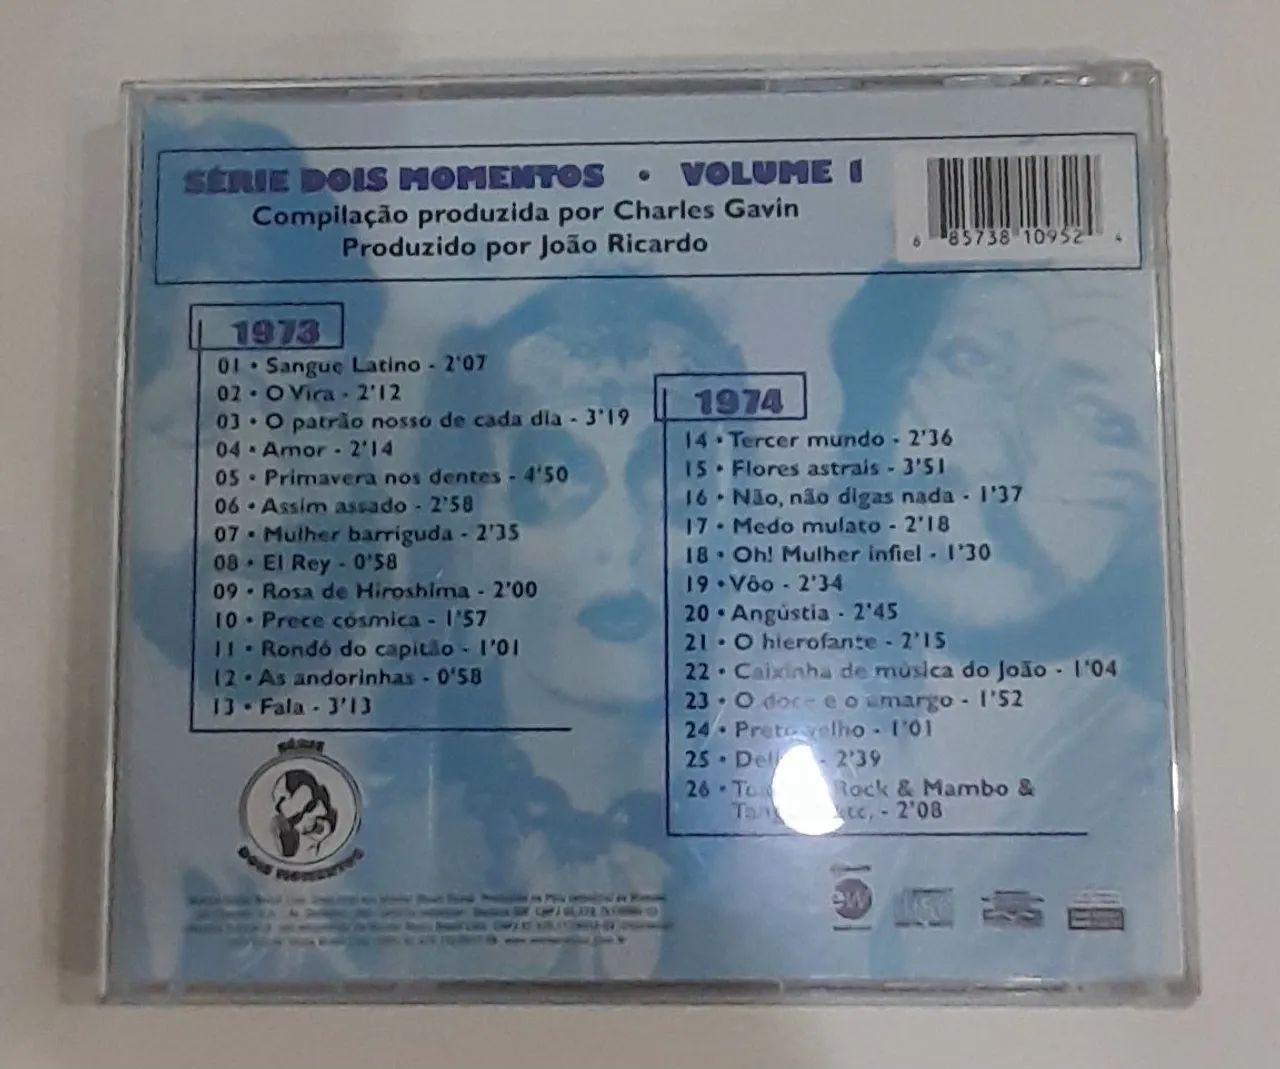 SÉRIE DOIS MOMENTOS • VOLUME 1
Compilação produzida por Charles Gavin
Produzido por João Ricardo
6 85738 10952 4
1973
01 • Sangue Latino - 2'07
02 • O Vira - 2'12
03 • O patrão nosso de cada dia - 3'19
04 • Amor - 2'14
05 • Primavera nos dentes - 4'50
06 • Assim assado - 2'58
07 • Mulher barriguda - 2'35
08 • El Rey - 0'58
09 • Rosa de Hiroshima - 2'00
10 • Prece cósmica - 1'57
11 • Rondó do capitão - 1'01
12 • As andorinhas - 0'58
13 • Fala - 3'13
1974
14 • Tercer mundo - 2'36
15 • Flores astrais - 3'51
16 • Não, não digas nada - 1'37
17 • Medo mulato - 2'18
18 • Oh! Mulher infiel - 1'30
19 • Vôo - 2'34
20 • Angústia - 2'45
21 • O hierofante - 2'15
22 • Caixinha de música do João - 1'04
23 • O doce e o amargo - 1'52
24 • Preto velho - 1'01
25 • - 2'39
26 • Rock & Mambo &
etc. - 2'08
SÉRIE
DOIS MOMENTOS
ew